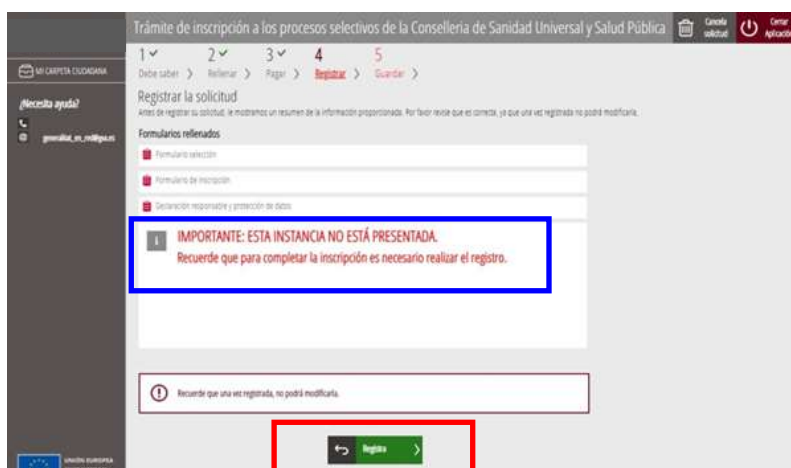 Trámite de inscripción a los procesos selectivos de la Conselleria de Sanidad Universal y Salud Pública
Cancela solicitud
Cerrar Aplicación
1 2 3 4 5
Debe saber Rellenar Pagar Registrar Guardar
MI CARPETA CIUDADANA
¿Necesita ayuda?
generalitat_en_red@gva.es
Registrar la solicitud
Antes de registrar su solicitud, le mostramos un resumen de la información proporcionada. Por favor revise que es correcta, ya que una vez registrada no podrá modificarla.
Formularios rellenados
Formulario selección
Formulario de inscripción
Declaración responsable y protección de datos
i
IMPORTANTE: ESTA INSTANCIA NO ESTÁ PRESENTADA.
Recuerde que para completar la inscripción es necesario realizar el registro.
Recuerde que una vez registrada, no podrá modificarla.
Registra
UNIÓN EUROPEA